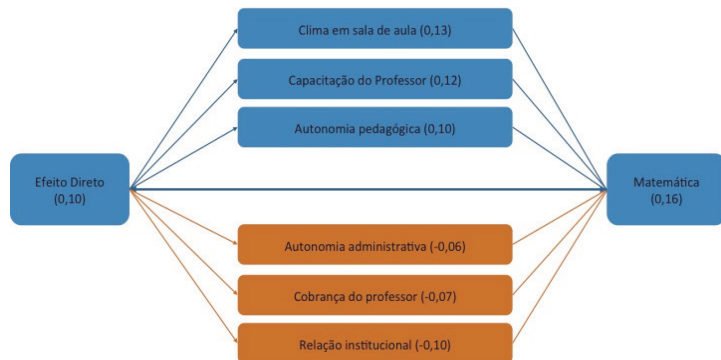 Clima em sala de aula (0,13)
Capacitação do Professor (0,12)
Autonomia pedagógica (0,10)
Efeito Direto
(0,10)
Matemática
(0,16)
Autonomia administrativa (-0,06)
Cobrança do professor (-0,07)
Relação institucional (-0,10)